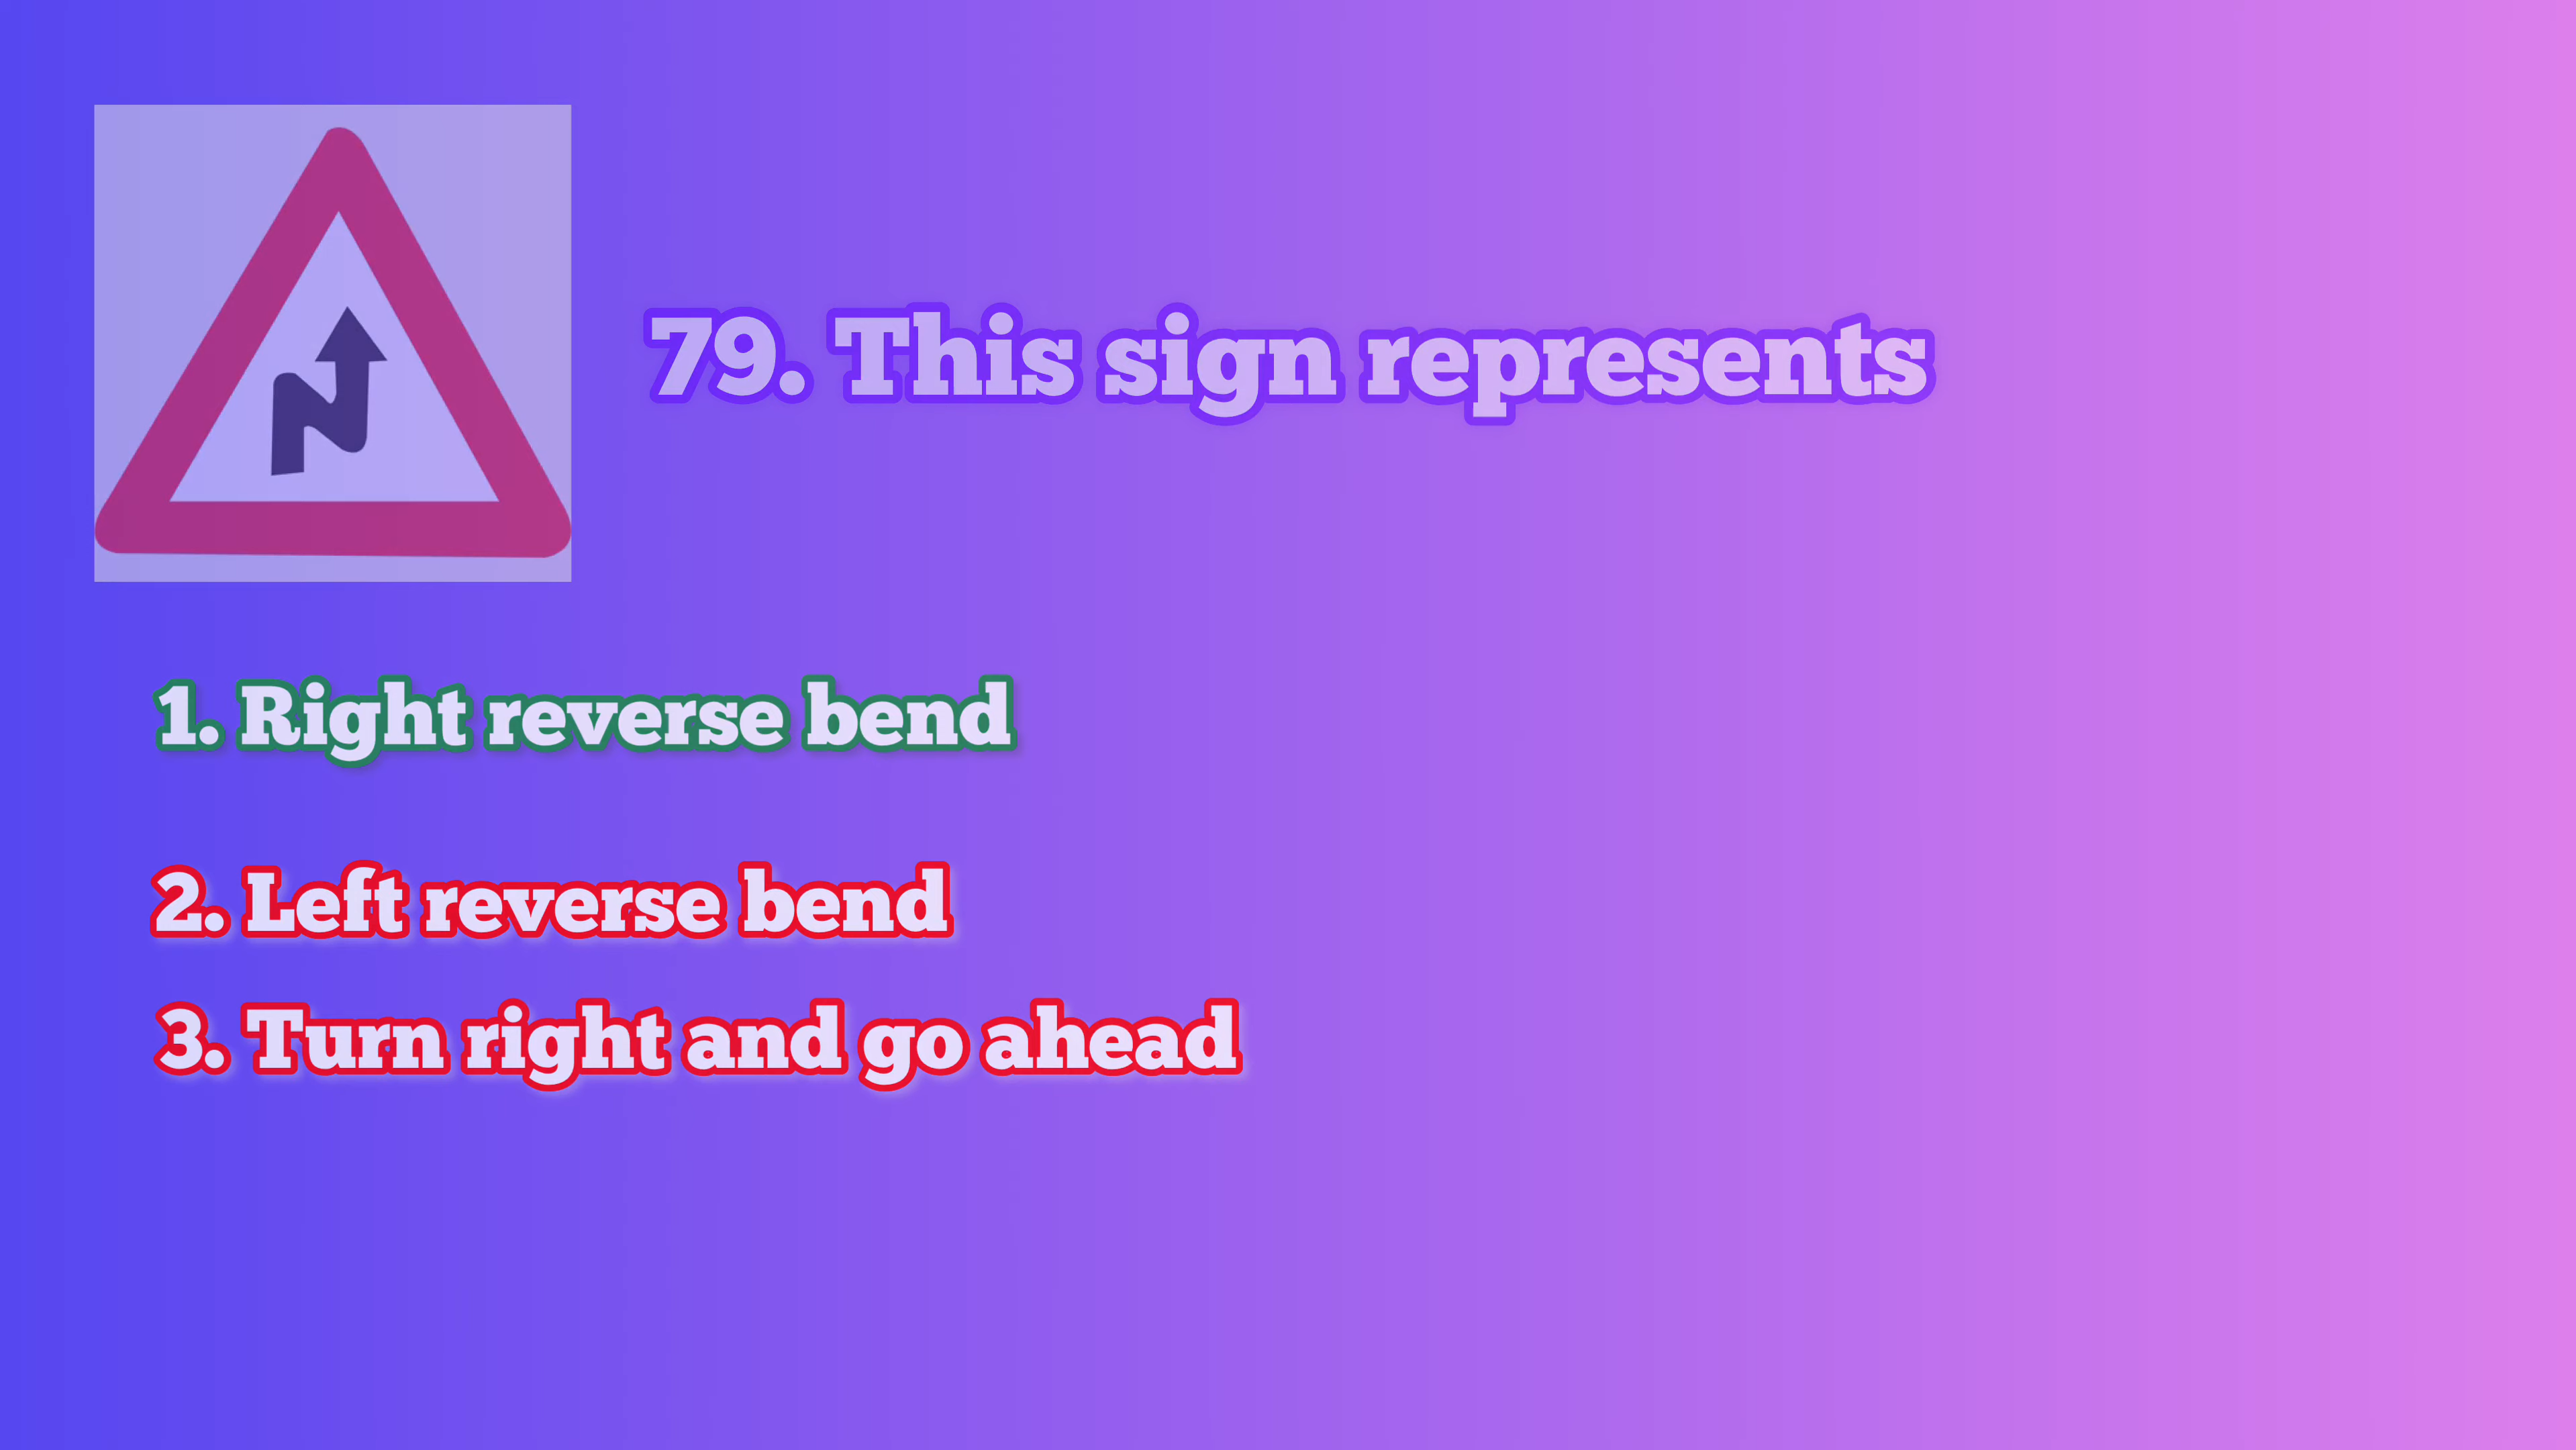 79. This sign represents
1. Right reverse bend
2. Left reverse bend
3. Turn right and go ahead